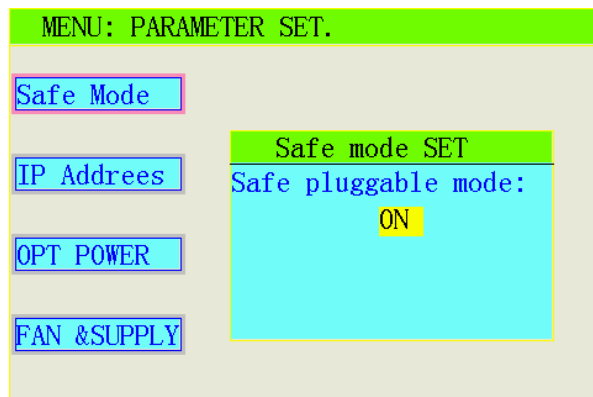 MENU: PARAMETER SET.
Safe Mode
IP Addrees
OPT POWER
FAN &SUPPLY
Safe mode SET
Safe pluggable mode:
ON